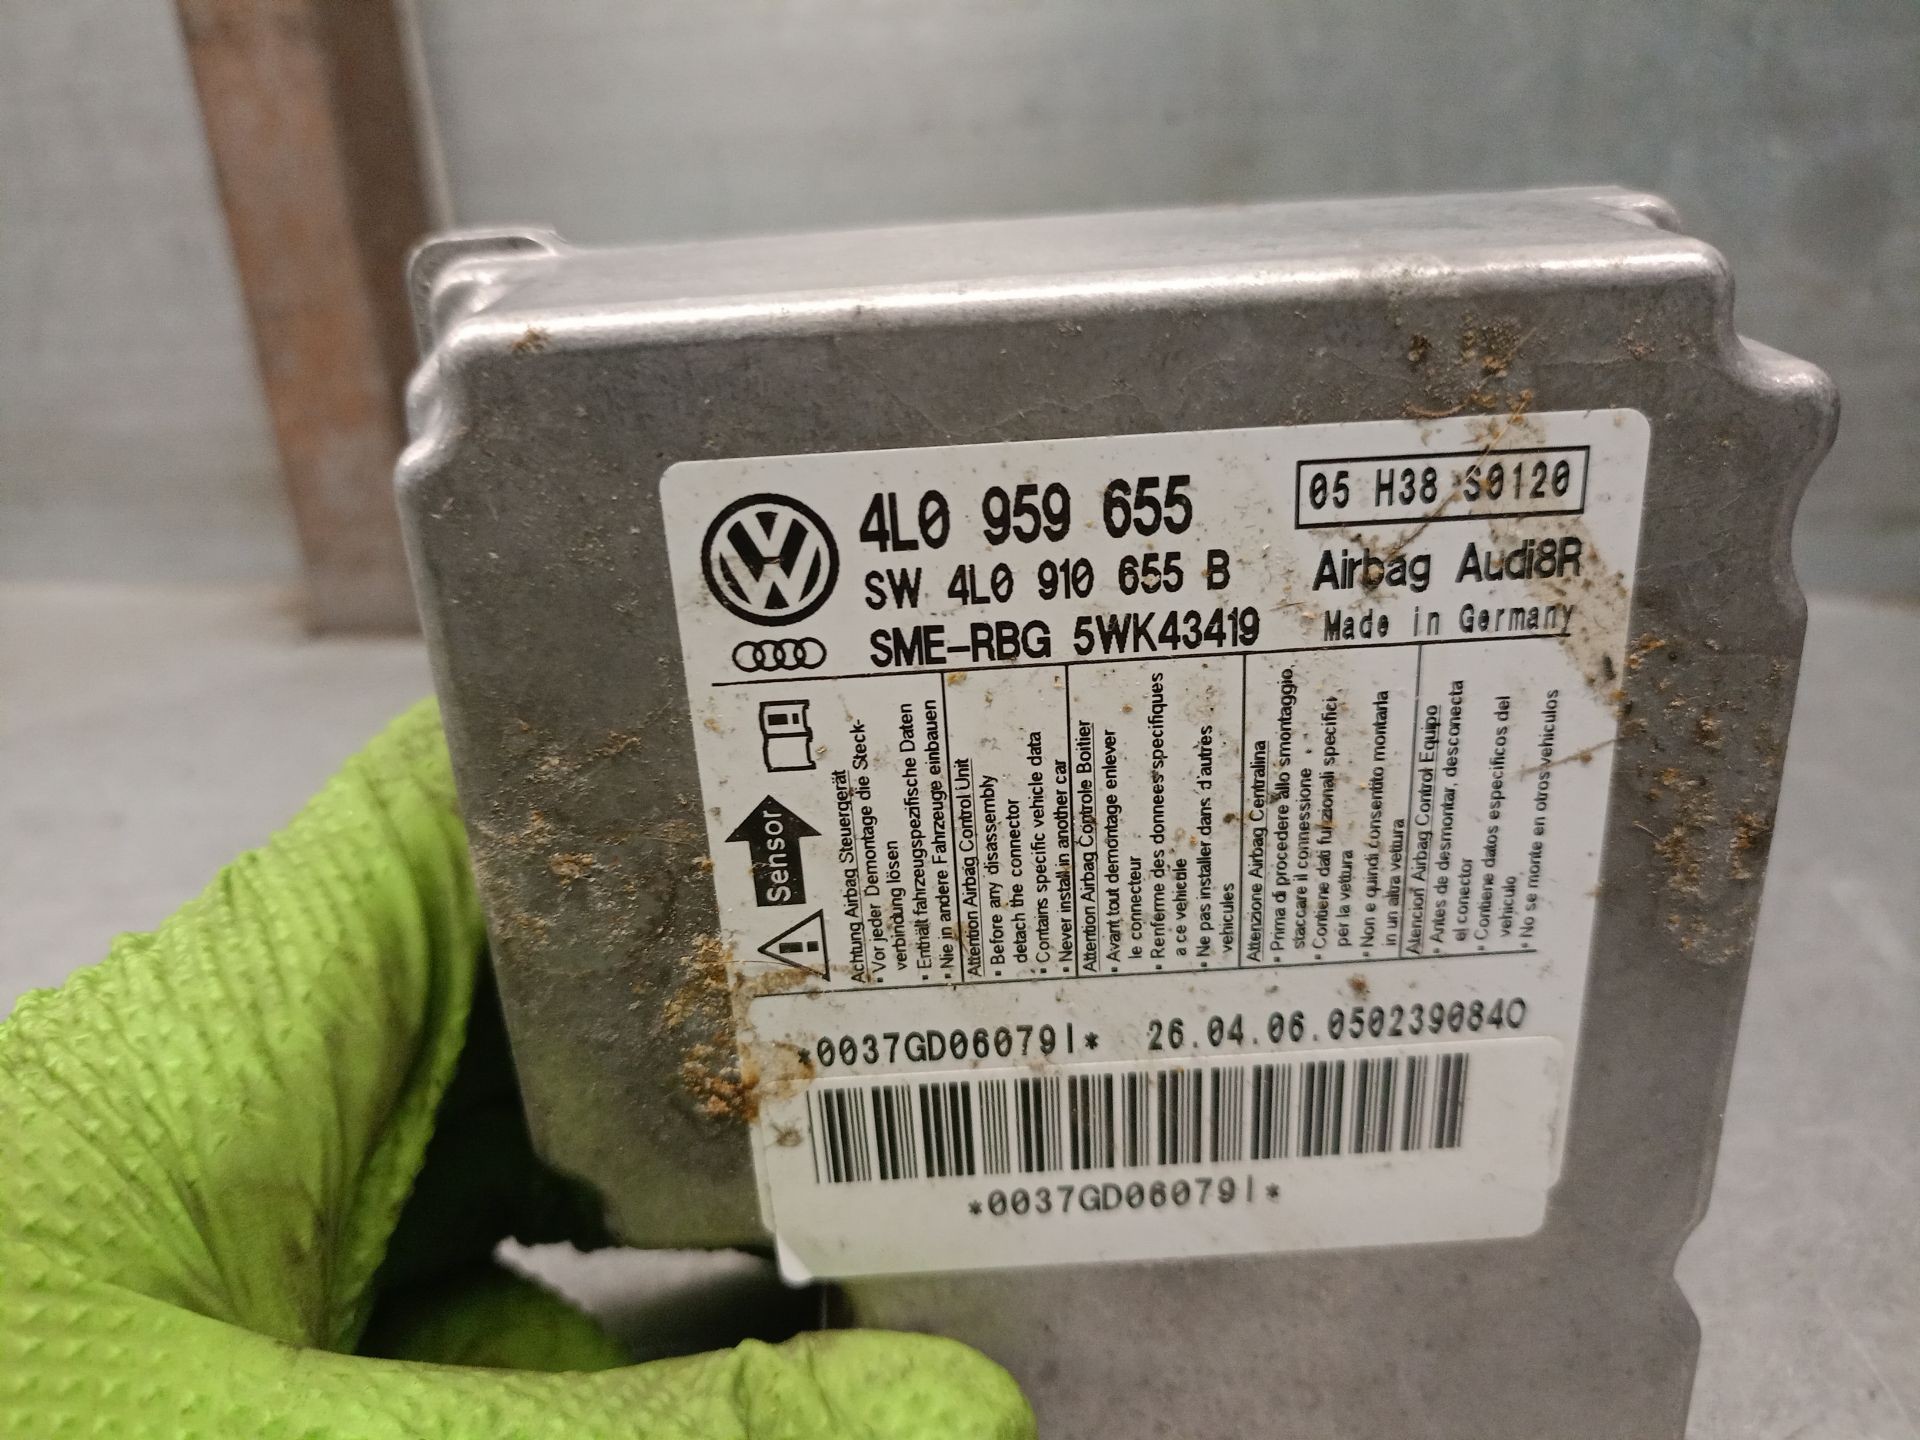 4L0 959 655
05 H38 S0120
SW 4L0 910 655 B
Airbag Audi8R
SME-RBG 5WK43419
Made in Germany
Sensor
Achtung Airbag Steuergerät
• Vor jeder Demontage die Steck-
verbindung lösen
• Enthält fahrzeugspezifische Daten
• Nie in andere Fahrzeuge einbauen
Attention Airbag Control Unit
• Before any disassembly
detach the connector
• Contains specific vehicle data
• Never install in another car
Attention Airbag Controle Boitier
• Avant tout demontage enlever
le connecteur
• Renferme des donnees specifiques
a ce vehicble
• Ne pas installer dans d'autres
vehicules
Attenzione Airbag Centralina
• Prima di procedere allo smontaggio,
staccare il connessione
• Contiene dati funzionali specifici
per la vettura
• Non e quindi consentito montarla
in un altra vettura
Atencion Airbag Control Equipo
• Antes de desmontar, desconecta
el conector
• Contiene datos especificos del
vehiculo
• No se monte en otros vehiculos
*0037GD06079I* 26.04.06.0502390840
*0037GD06079I*